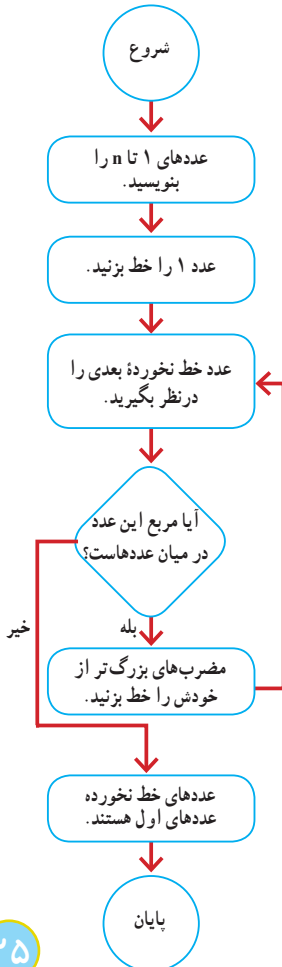 شروع
عددهای ۱ تا n را
بنویسید.
عدد ۱ را خط بزنید.
عدد خط نخوردهٔ بعدی را
درنظر بگیرید.
آیا مربع این عدد
در میان عددهاست؟
بله
خیر
مضرب‌های بزرگ‌تر از
خودش را خط بزنید.
عددهای خط نخورده
عددهای اول هستند.
پایان